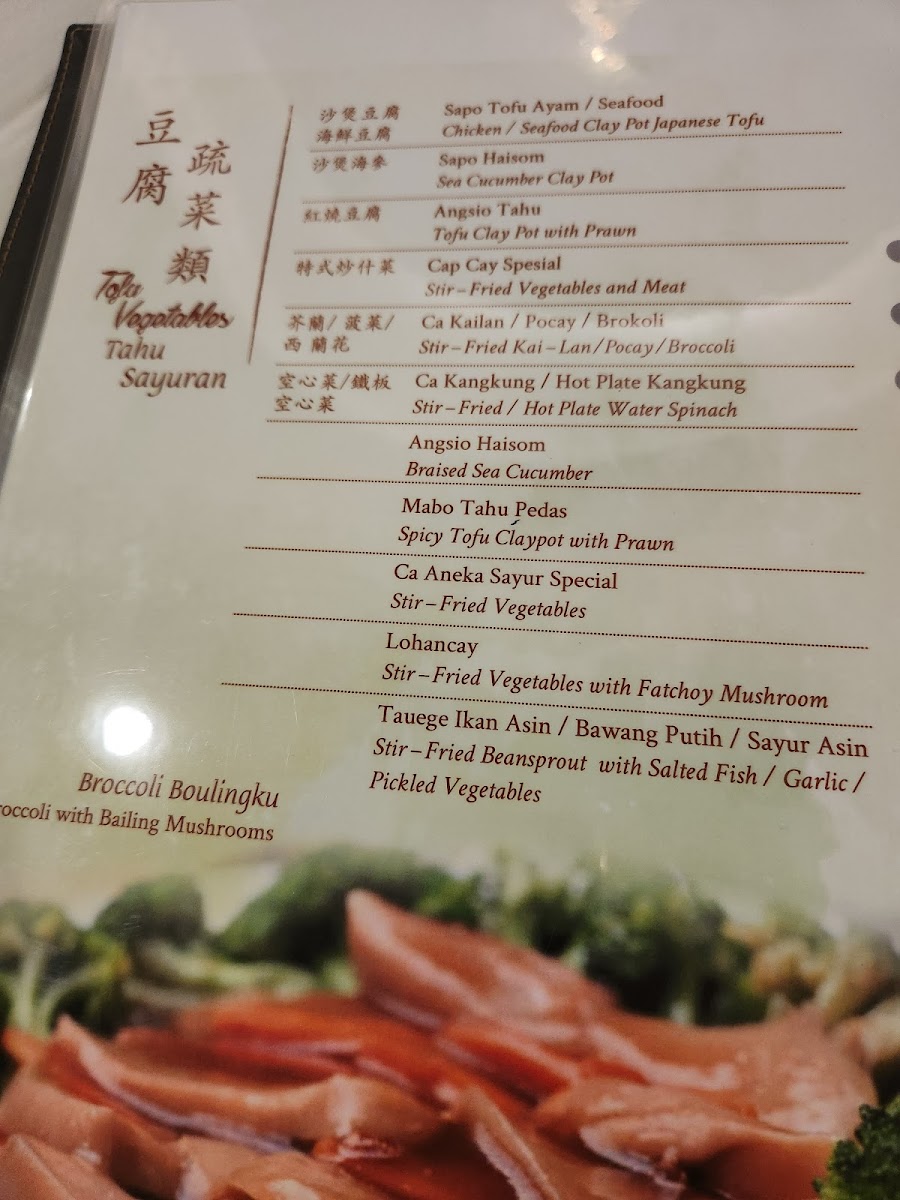 豆腐
疏菜類
Tofu
Vegetables
Tahu
Sayuran
沙煲豆腐
海鮮豆腐
Sapo Tofu Ayam / Seafood
Chicken / Seafood Clay Pot Japanese Tofu
沙煲海參
Sapo Haisom
Sea Cucumber Clay Pot
紅燒豆腐
Angsio Tahu
Tofu Clay Pot with Prawn
特式炒什菜
Cap Cay Spesial
Stir-Fried Vegetables and Meat
芥蘭/菠菜/
西蘭花
Ca Kailan / Pocay / Brokoli
Stir-Fried Kai-Lan/Pocay/Broccoli
空心菜/鐵板
空心菜
Ca Kangkung / Hot Plate Kangkung
Stir-Fried / Hot Plate Water Spinach
Angsio Haisom
Braised Sea Cucumber
Mabo Tahu Pedas
Spicy Tofu Claypot with Prawn
Ca Aneka Sayur Special
Stir-Fried Vegetables
Lohancay
Stir-Fried Vegetables with Fatchoy Mushroom
Tauege Ikan Asin / Bawang Putih / Sayur Asin
Stir-Fried Beansprout with Salted Fish / Garlic /
Pickled Vegetables
Broccoli Boulingku
with Bailing Mushrooms